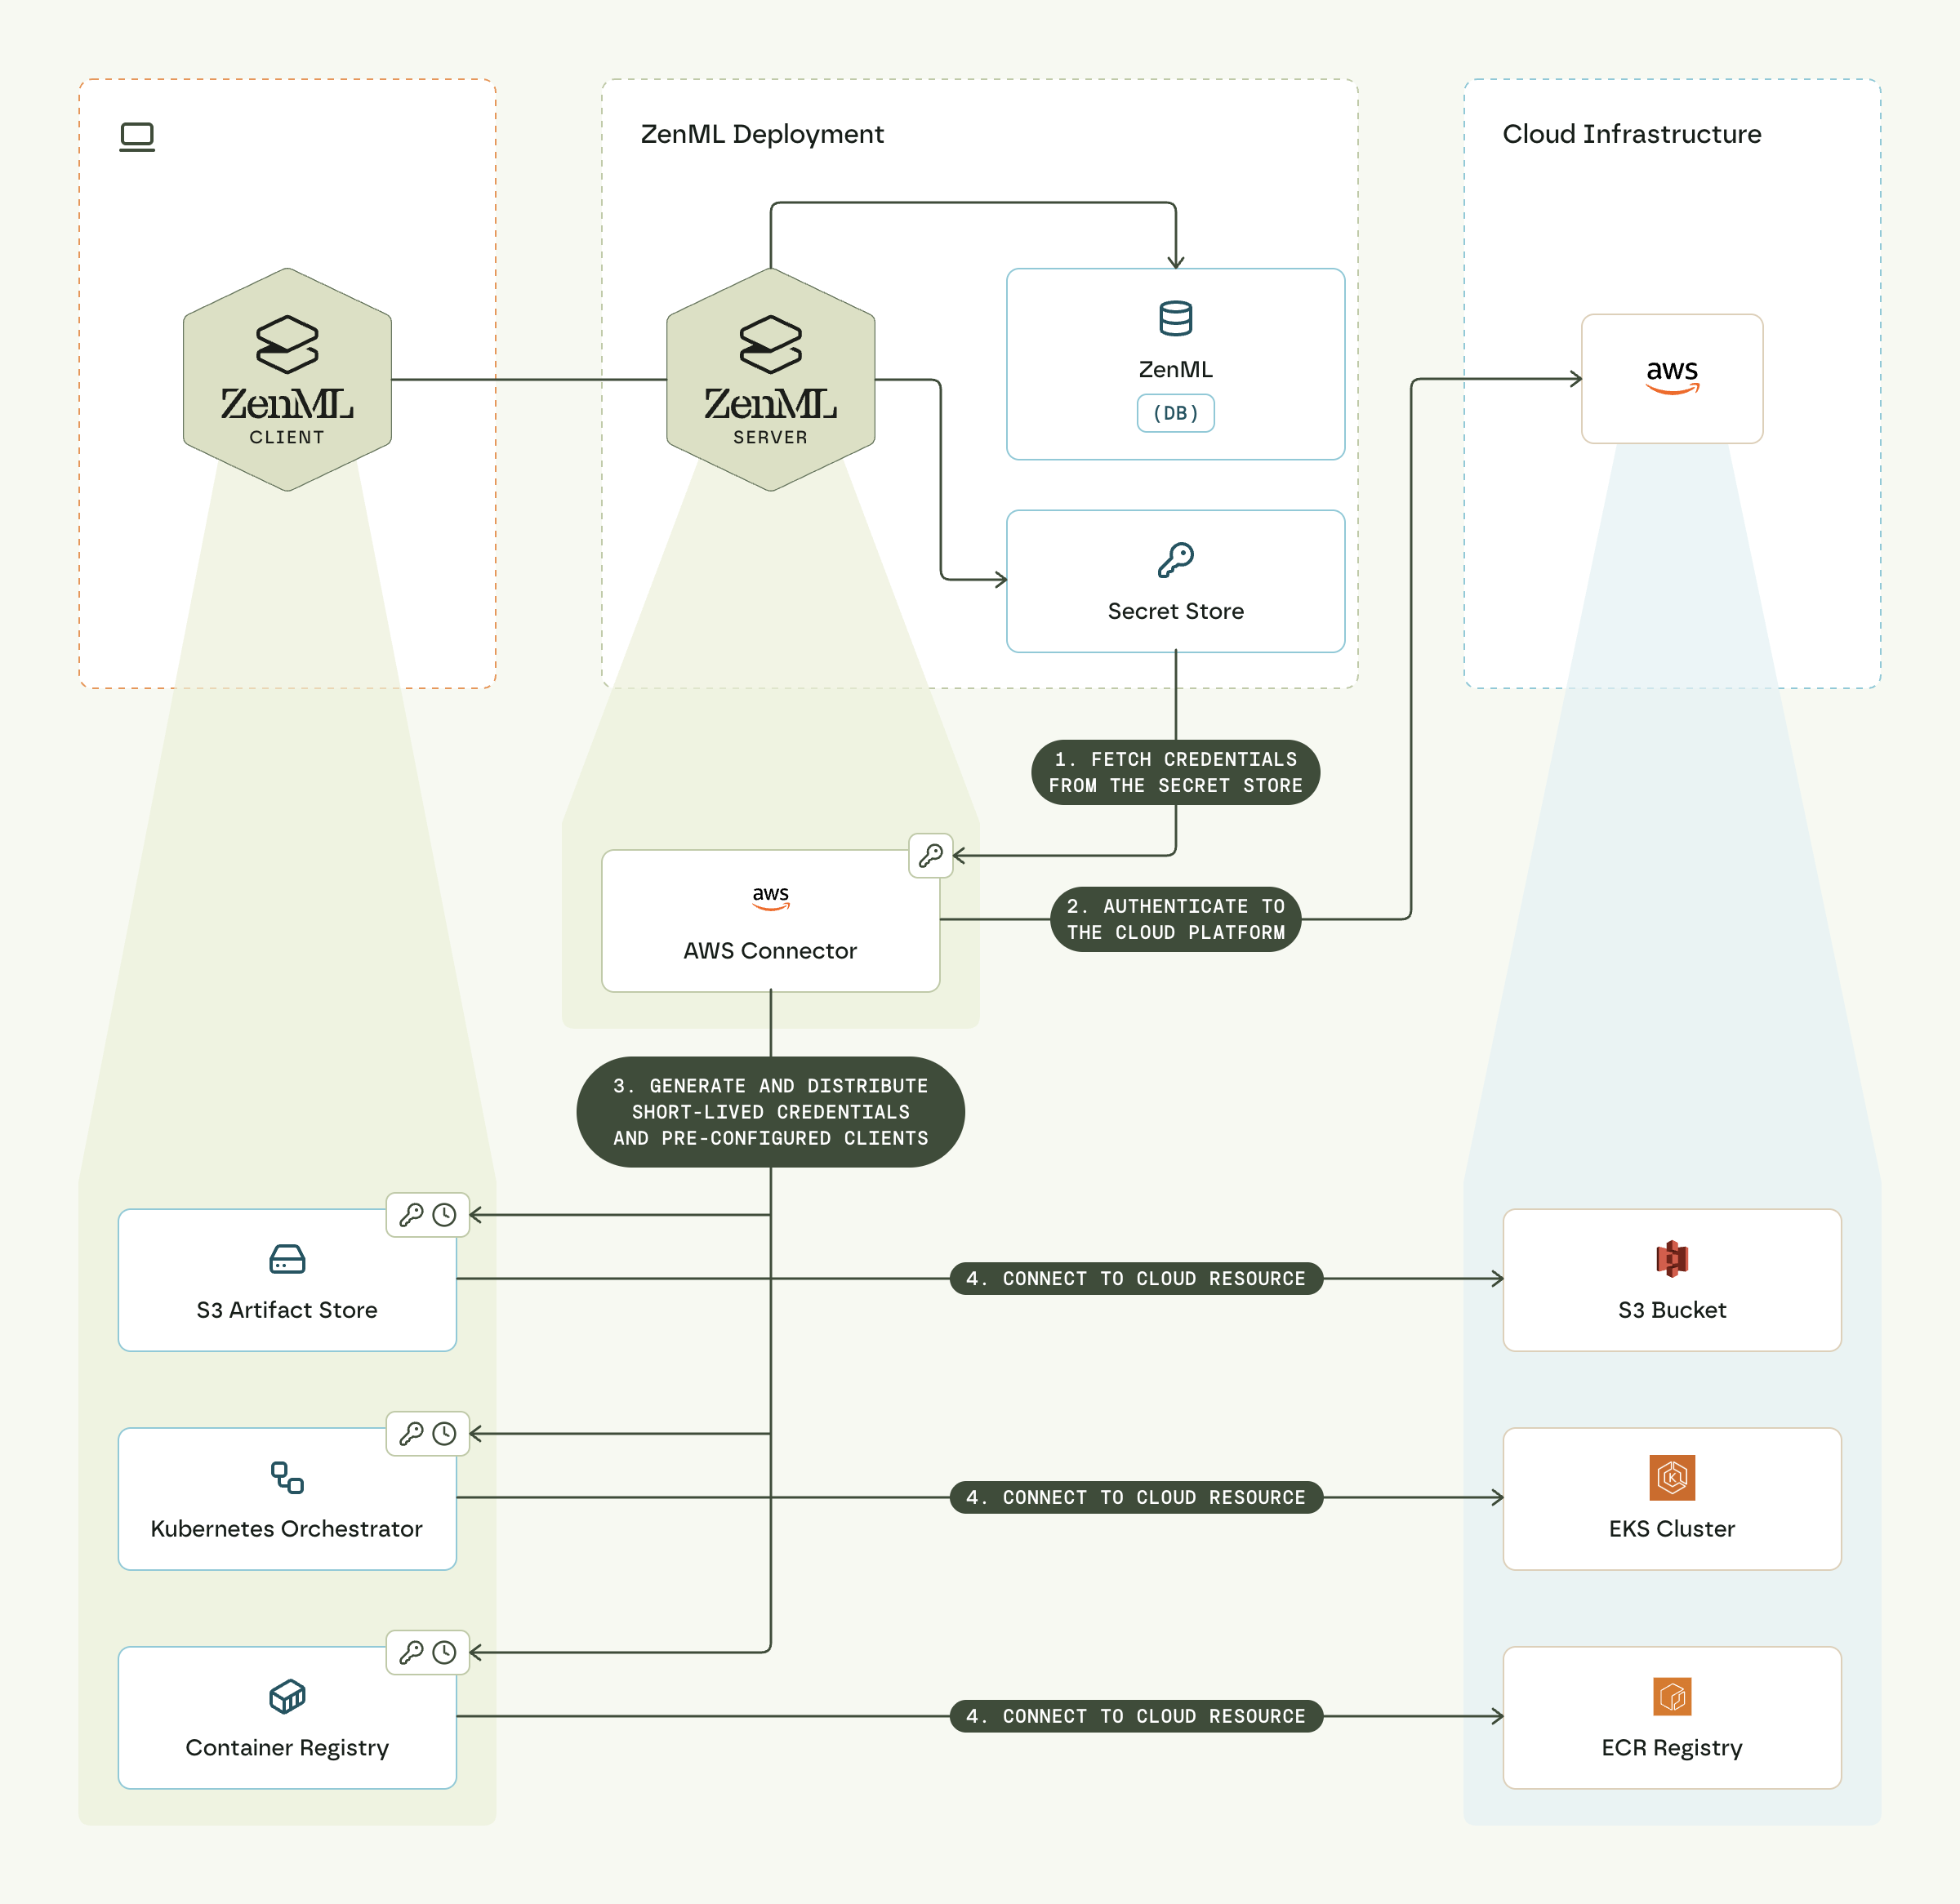 ZenML Deployment
Cloud Infrastructure
ZenML
CLIENT
ZenML
SERVER
ZenML
(DB)
aws
Secret Store
1. FETCH CREDENTIALS
FROM THE SECRET STORE
aws
AWS Connector
2. AUTHENTICATE TO
THE CLOUD PLATFORM
3. GENERATE AND DISTRIBUTE
SHORT-LIVED CREDENTIALS
AND PRE-CONFIGURED CLIENTS
S3 Artifact Store
4. CONNECT TO CLOUD RESOURCE
S3 Bucket
Kubernetes Orchestrator
4. CONNECT TO CLOUD RESOURCE
K
EKS Cluster
Container Registry
4. CONNECT TO CLOUD RESOURCE
ECR Registry